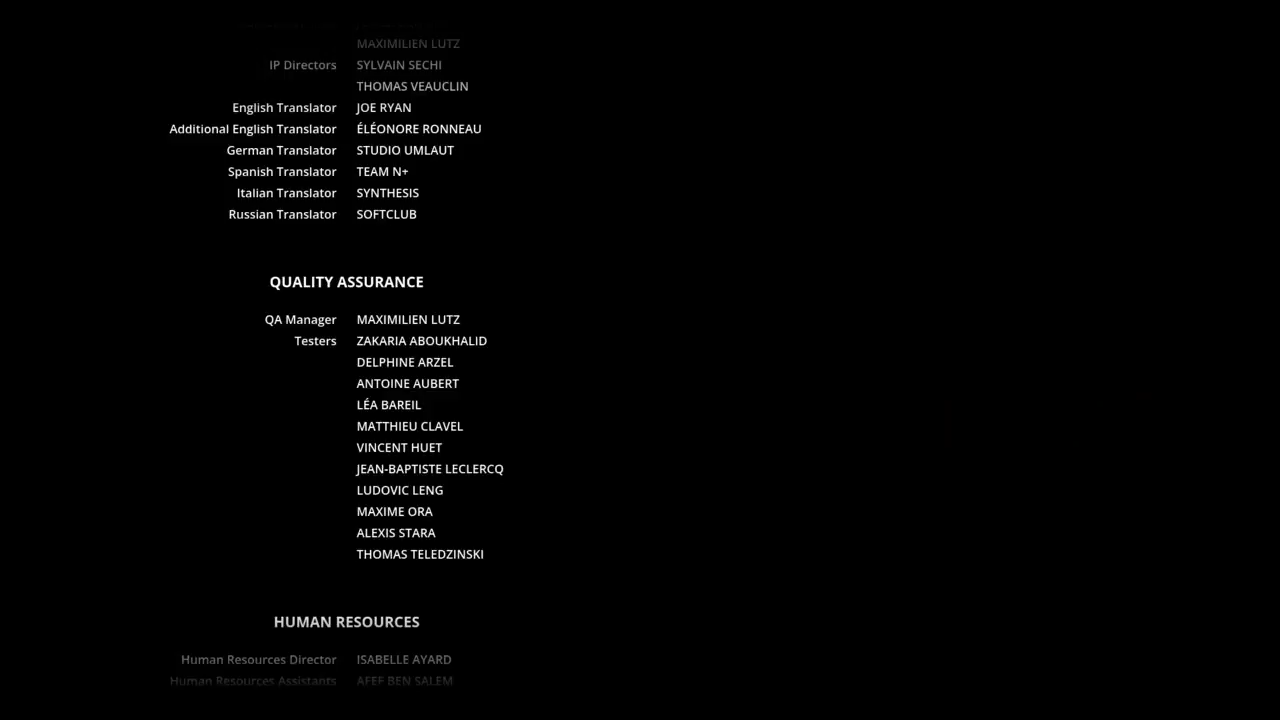 MAXIMILIEN LUTZ
IP Directors SYLVAIN SECHI
THOMAS VEAUCLIN
English Translator JOE RYAN
Additional English Translator ÉLÉONORE RONNEAU
German Translator STUDIO UMLAUT
Spanish Translator TEAM N+
Italian Translator SYNTHESIS
Russian Translator SOFTCLUB
QUALITY ASSURANCE
QA Manager MAXIMILIEN LUTZ
Testers ZAKARIA ABOUKHALID
DELPHINE ARZEL
ANTOINE AUBERT
LÉA BAREIL
MATTHIEU CLAVEL
VINCENT HUET
JEAN-BAPTISTE LECLERCQ
LUDOVIC LENG
MAXIME ORA
ALEXIS STARA
THOMAS TELEDZINSKI
HUMAN RESOURCES
Human Resources Director ISABELLE AYARD
Human Resources Assistants AFEF BEN SALEM